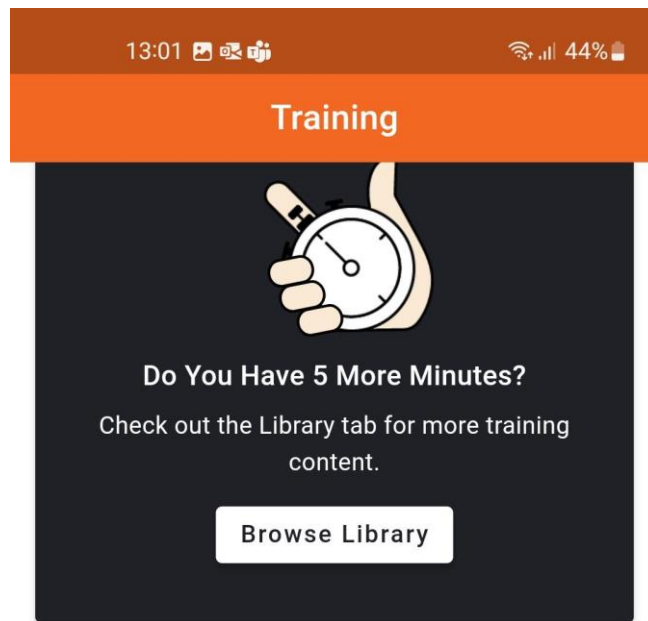 13:01 44%
Training
Do You Have 5 More Minutes?
Check out the Library tab for more training
content.
Browse Library